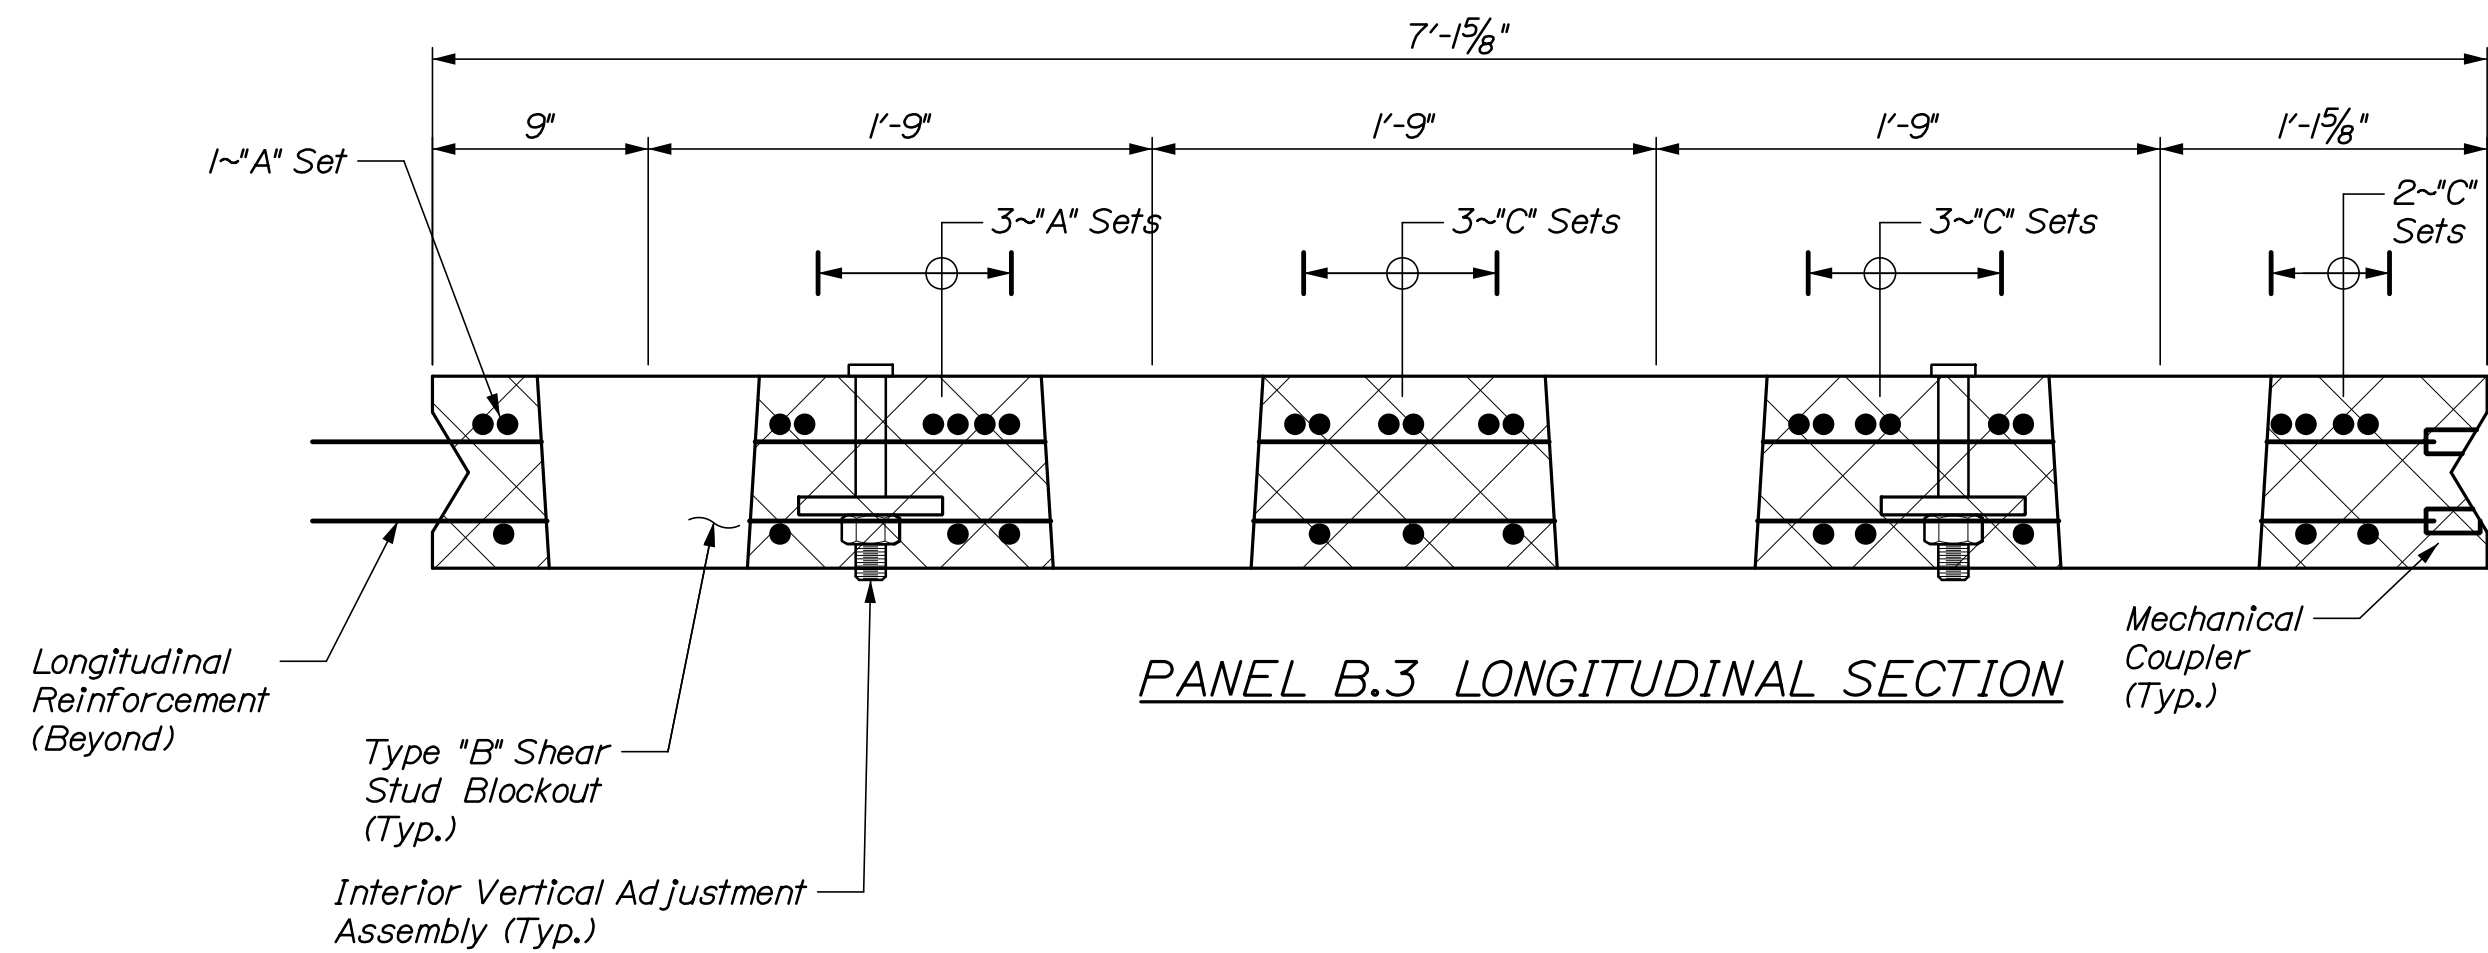 7'-1⅝"
9"
1'-9"
1'-9"
1'-9"
1'-1⅝"
1~"A" Set
3~"A" Sets
3~"C" Sets
3~"C" Sets
2~"C"
Sets
Longitudinal
Reinforcement
(Beyond)
Type "B" Shear
Stud Blockout
(Typ.)
Interior Vertical Adjustment
Assembly (Typ.)
PANEL B.3 LONGITUDINAL SECTION
Mechanical
Coupler
(Typ.)